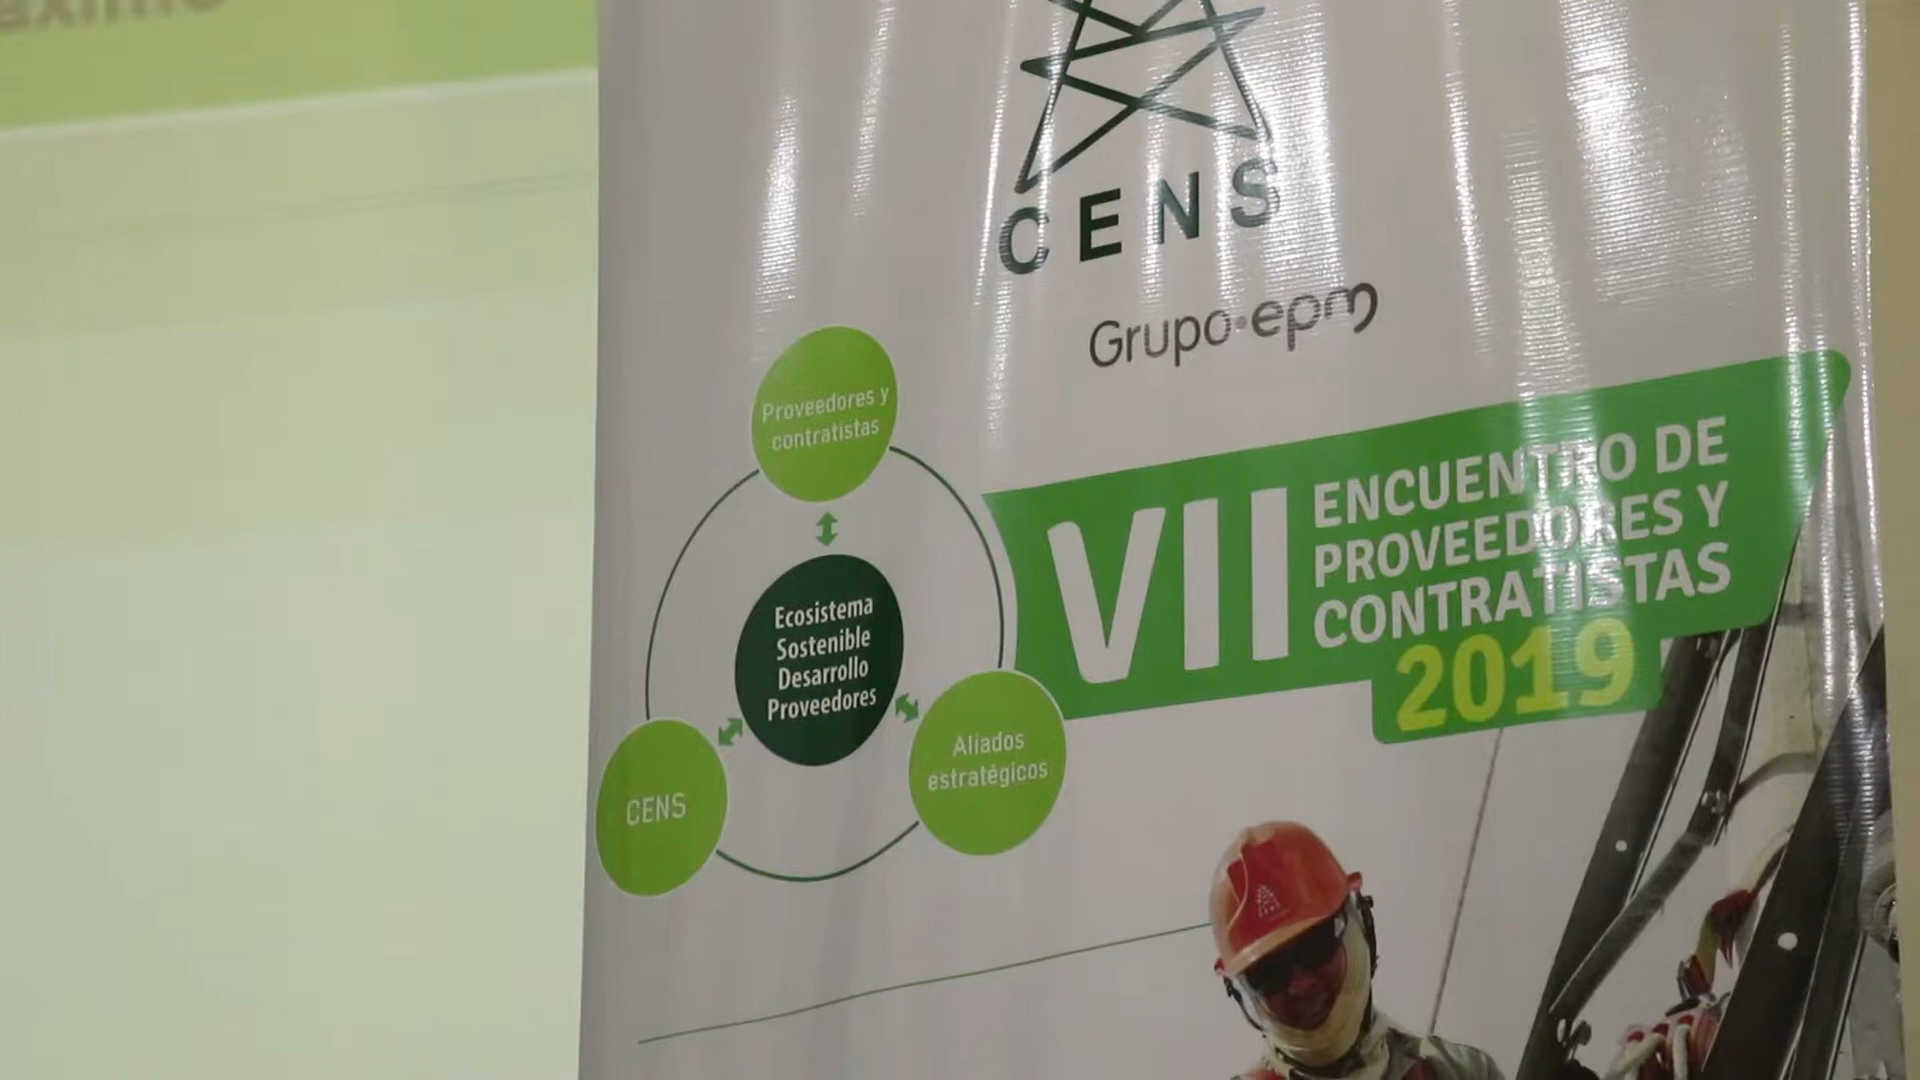 CENS
Grupo·epm
Proveedores y
contratistas
Ecosistema
Sostenible
Desarrollo
Proveedores
CENS
Aliados
estratégicos
VII
ENCUENTRO DE
PROVEEDORES Y
CONTRATISTAS
2019